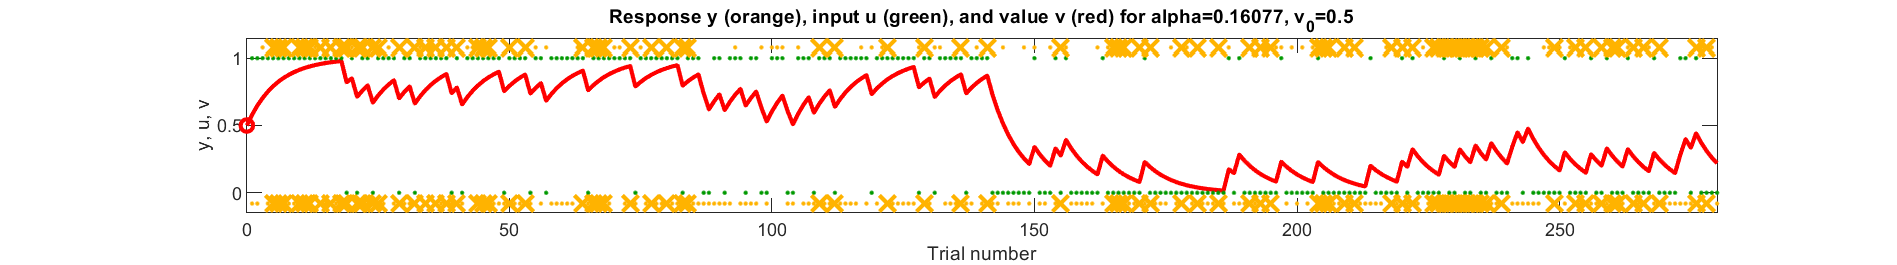 Response y (orange), input u (green), and value v (red) for alpha=0.16077, v0=0.5
y, u, v
1
0.5
0
0 50 100 150 200 250
Trial number